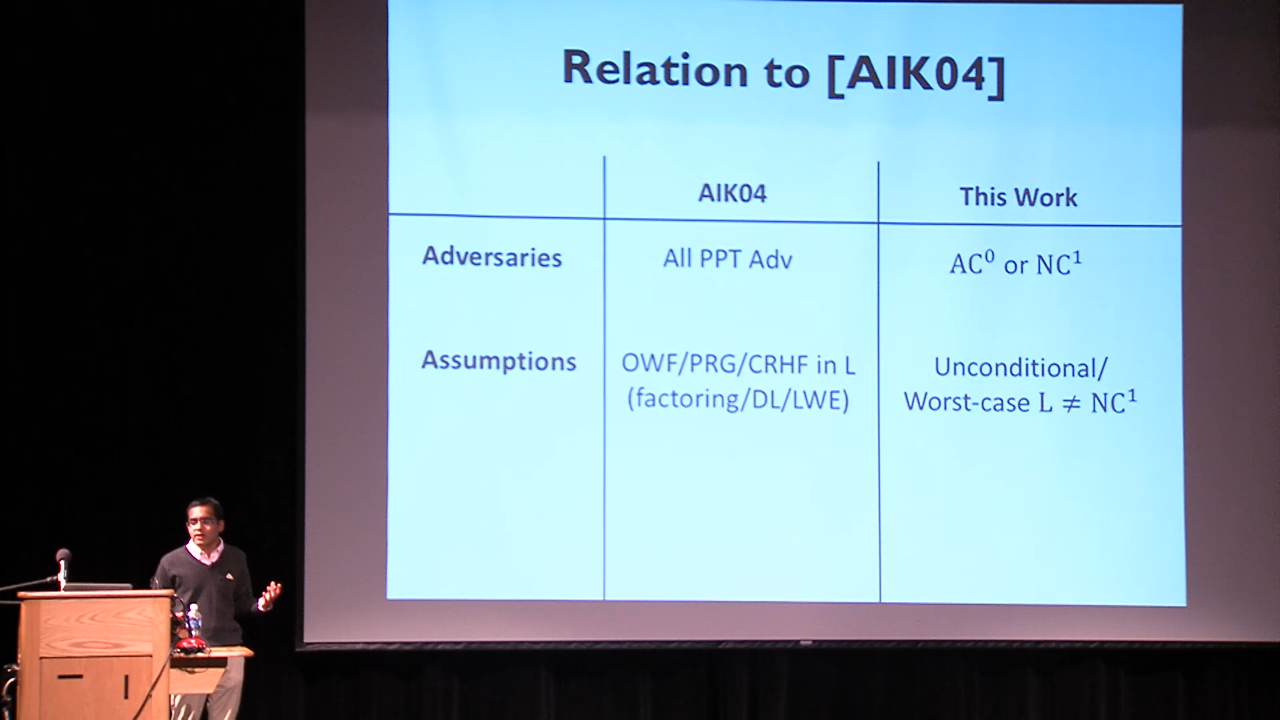 Relation to [AIK04]
AIK04
This Work
Adversaries
All PPT Adv
AC⁰ or NC¹
Assumptions
OWF/PRG/CRHF in L
(factoring/DL/LWE)
Unconditional/
Worst-case L ≠ NC¹